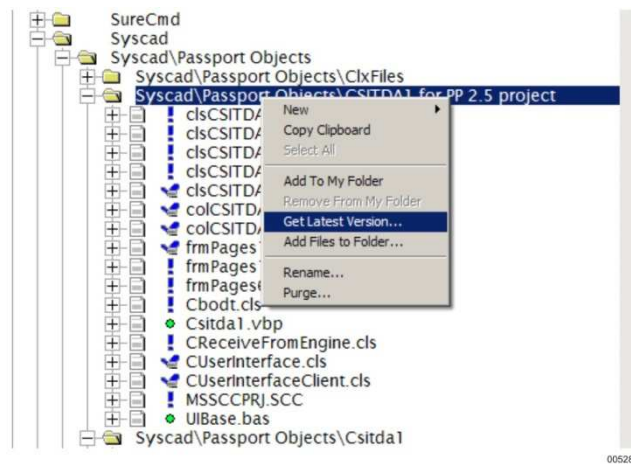 SureCmd
Syscad
Syscad\Passport Objects
Syscad\Passport Objects\ClxFiles
Syscad\Passport Objects\CSITDA1 for PP 2.5 project
clsCSITDA
New
clsCSITDA
Copy Clipboard
clsCSITDA
Select All
clsCSITDA
clsCSITDA
Add To My Folder
colCSITDA
Remove From My Folder
colCSITDA
Get Latest Version...
frmPages
Add Files to Folder...
frmPages
Rename...
frmPages
Purge...
Cbodt.cls
Csitda1.vbp
CReceiveFromEngine.cls
CUserInterface.cls
CUserInterfaceClient.cls
MSSCCPRJ.SCC
UIBase.bas
Syscad\Passport Objects\Csitda1
00528